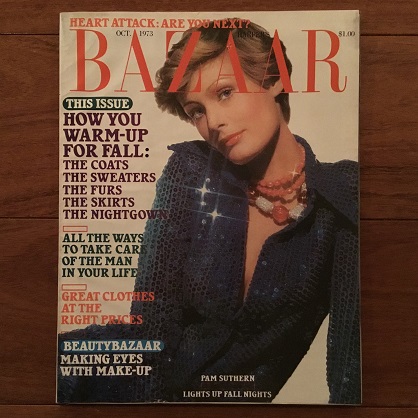 HEART ATTACK: ARE YOU NEXT?
OCT. 1973
HARPER'S
$1.00
BAZAAR
THIS ISSUE
HOW YOU
WARM-UP
FOR FALL:
THE COATS
THE SWEATERS
THE FURS
THE SKIRTS
THE NIGHTGOWN
ALL THE WAYS
TO TAKE CARE
OF THE MAN
IN YOUR LIFE
GREAT CLOTHES
AT THE
RIGHT PRICES
BEAUTYBAZAAR
MAKING EYES
WITH MAKE-UP
PAM SUTHERN
LIGHTS UP FALL NIGHTS